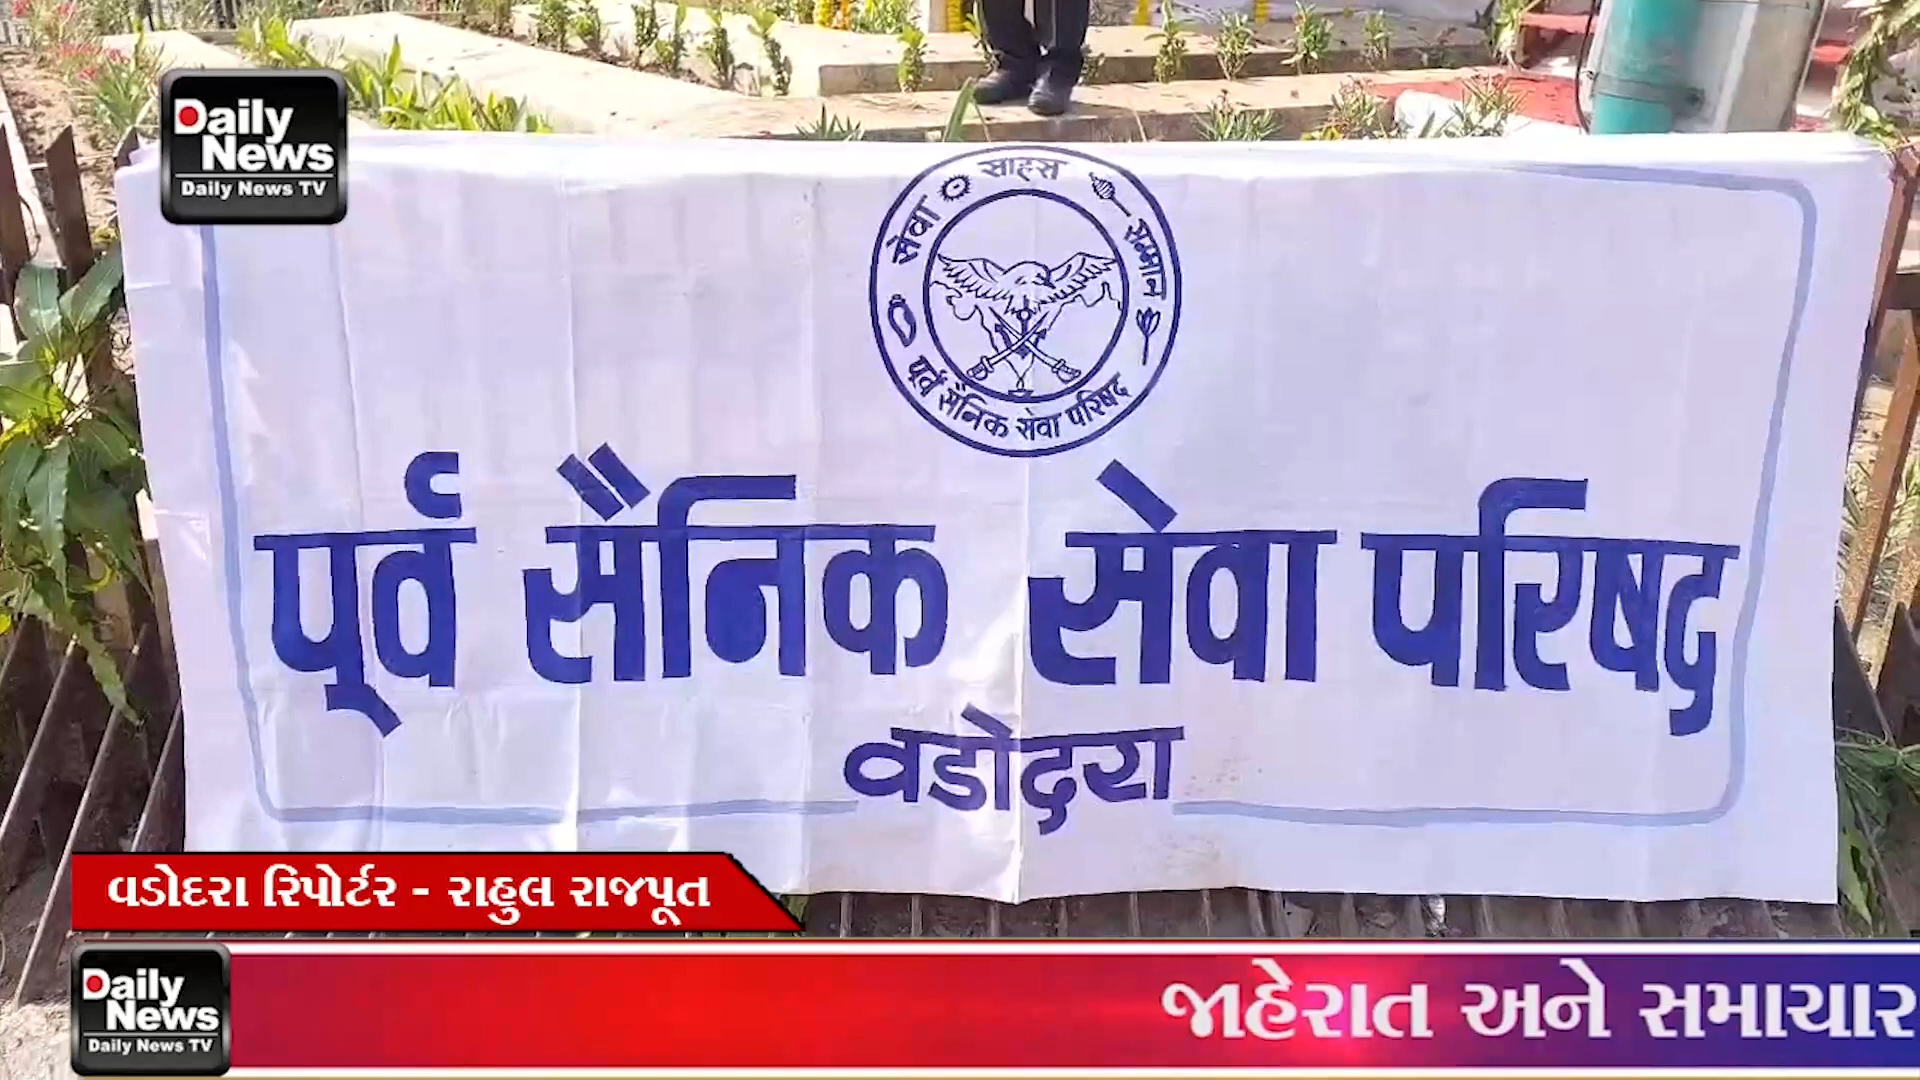 Daily
News
Daily News TV
सेवा साहस सम्मान
पूर्व सैनिक सेवा परिषद
पूर्व सैनिक सेवा परिषद
वडोदरा
વડોદરા રિપોર્ટર - રાહુલ રાજપૂત
Daily
News
Daily News TV
જાહેરાત અને સમાચાર